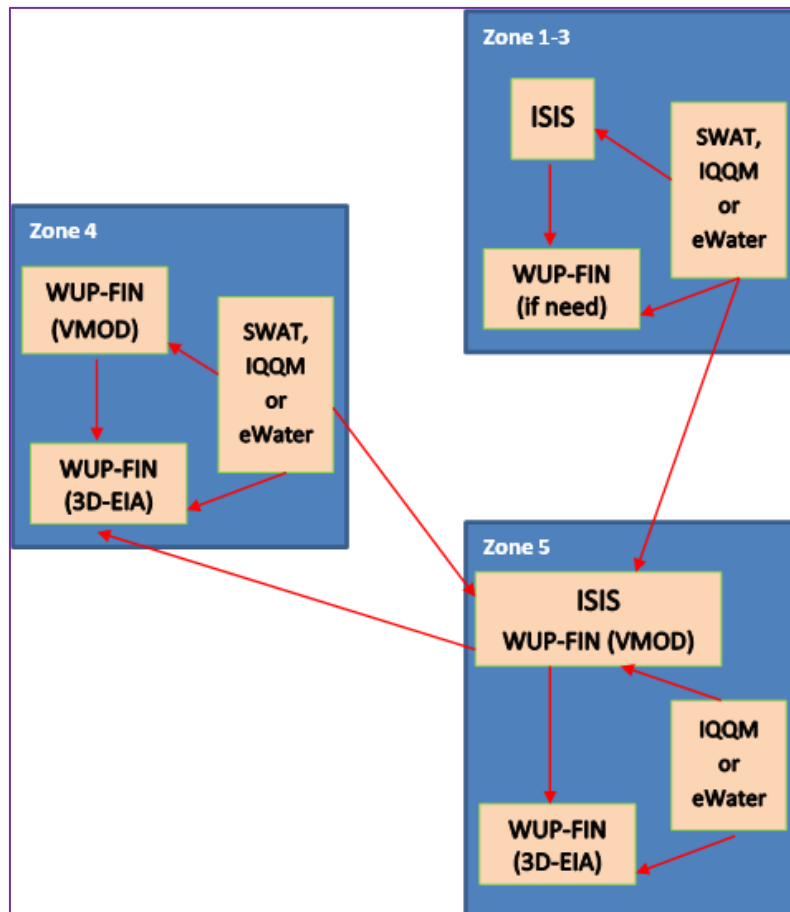 Zone 1-3
ISIS
SWAT,
IQQM
or
eWater
WUP-FIN
(if need)
Zone 4
WUP-FIN
(VMOD)
SWAT,
IQQM
or
eWater
WUP-FIN
(3D-EIA)
Zone 5
ISIS
WUP-FIN (VMOD)
IQQM
or
eWater
WUP-FIN
(3D-EIA)